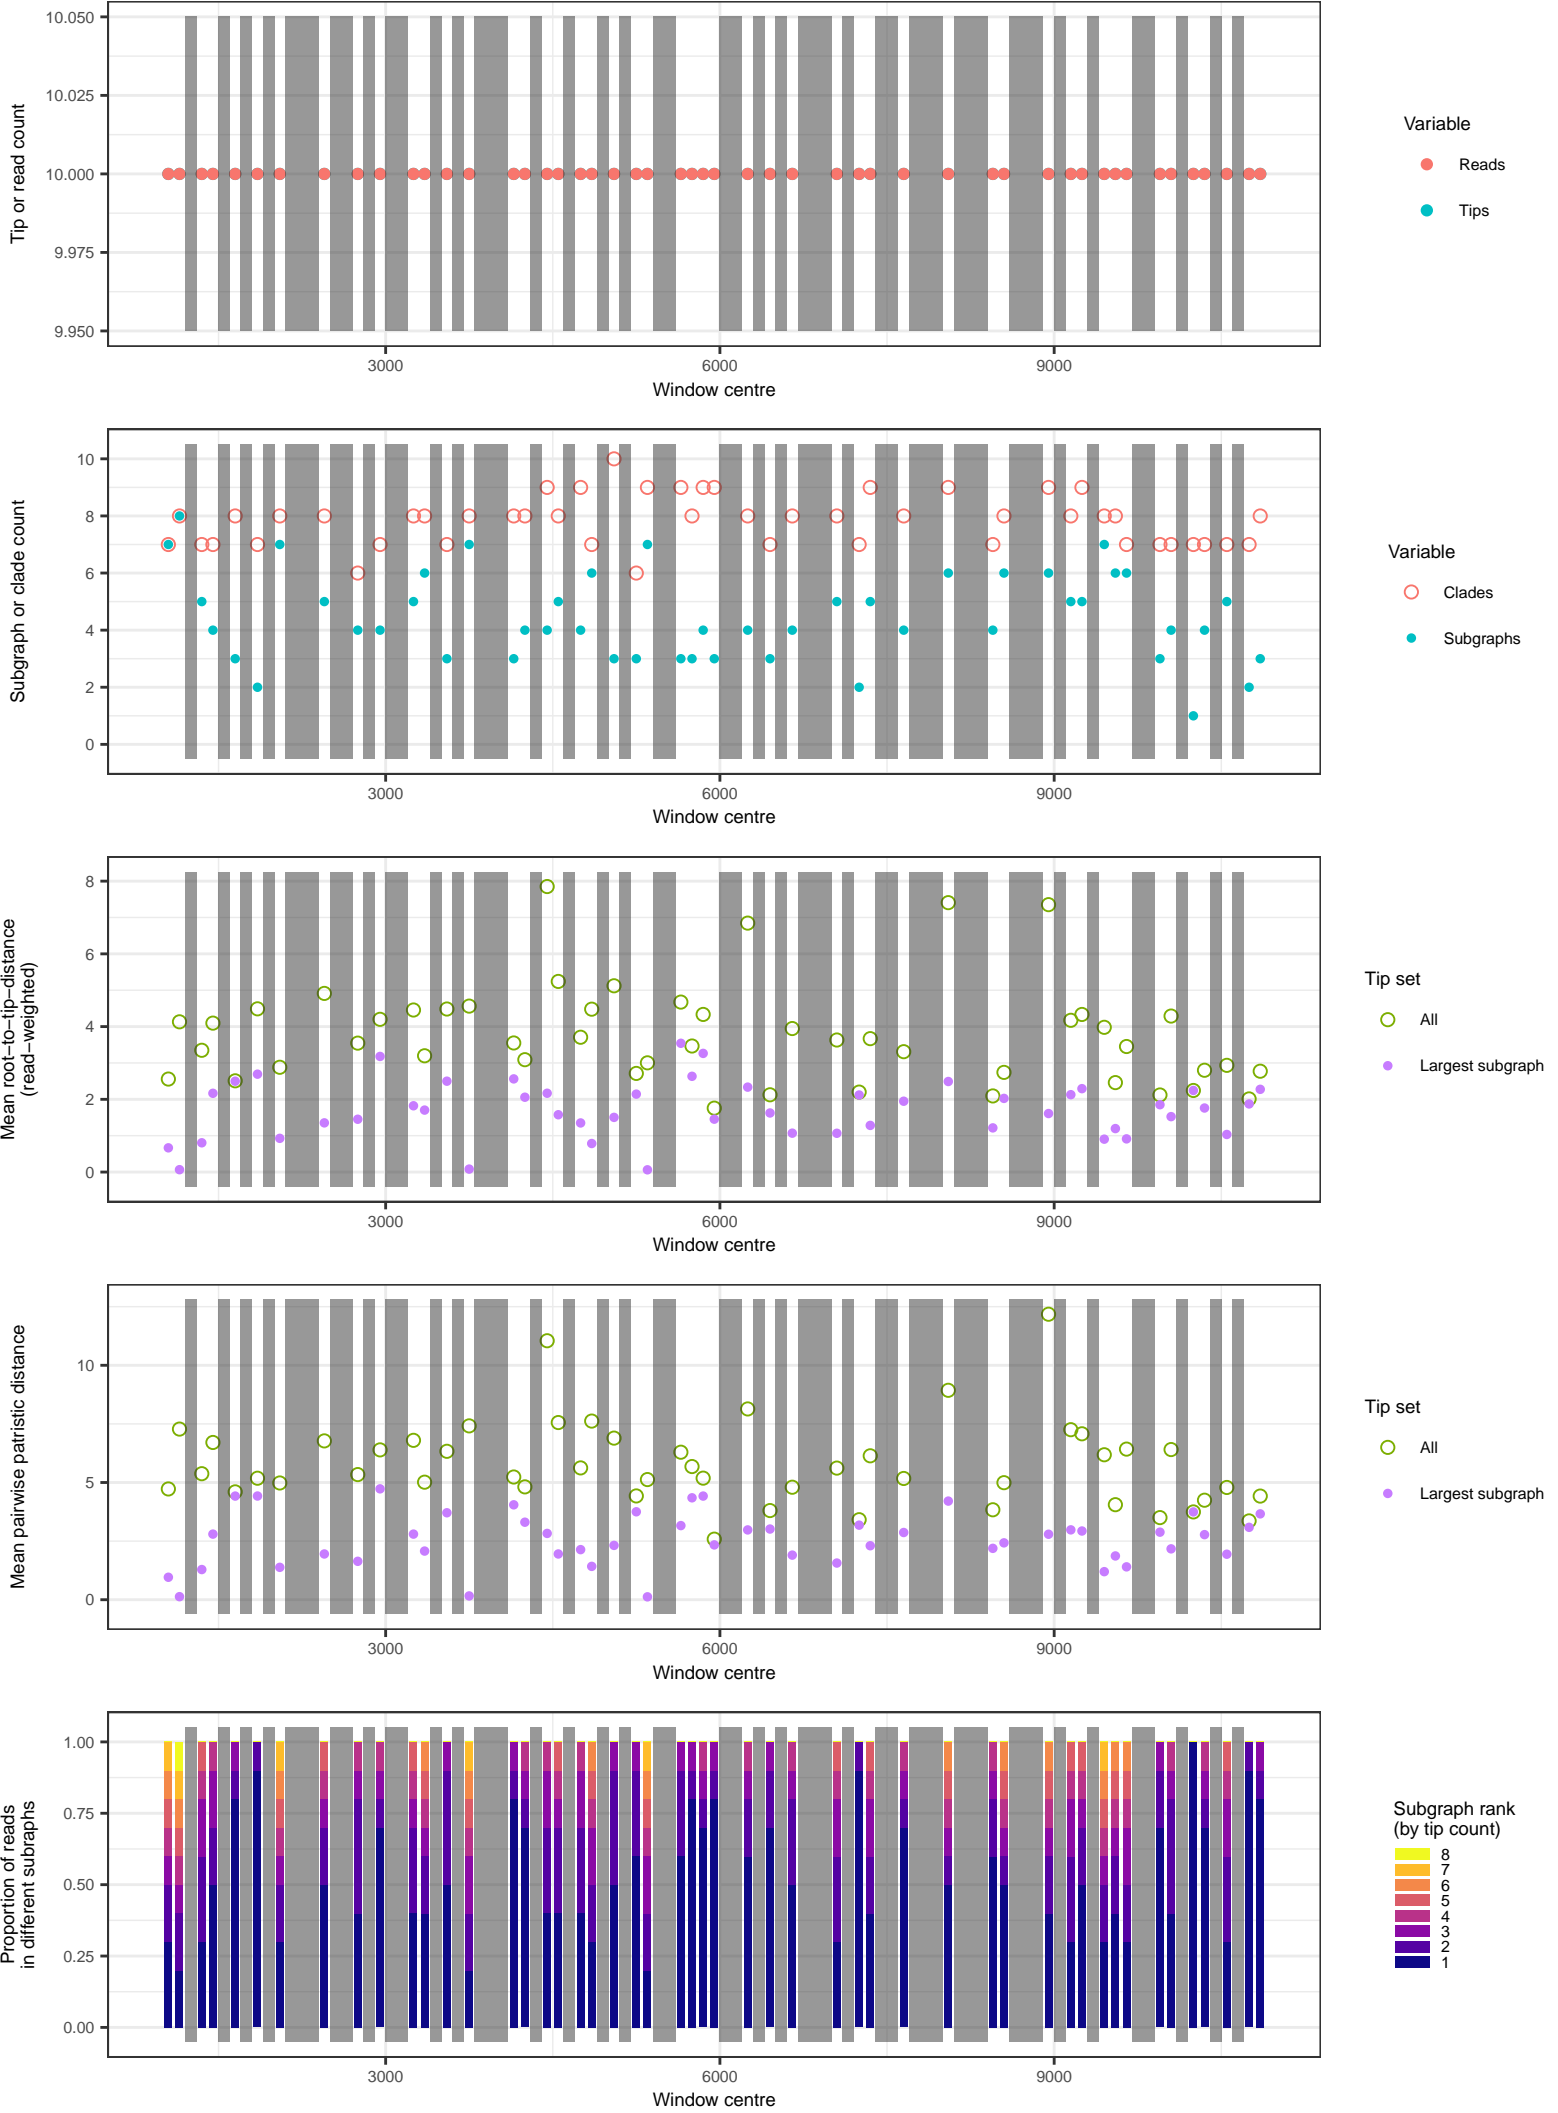 10.050
10.025
10.000
9.975
9.950
Tip or read count
3000 6000 9000
Window centre
Variable
Reads
Tips
10
8
6
4
2
0
Subgraph or clade count
3000 6000 9000
Window centre
Variable
Clades
Subgraphs
8
6
4
2
0
Mean root−to−tip−distance
(read−weighted)
3000 6000 9000
Window centre
Tip set
All
Largest subgraph
10
5
0
Mean pairwise patristic distance
3000 6000 9000
Window centre
Tip set
All
Largest subgraph
1.00
0.75
0.50
0.25
0.00
Proportion of reads
in different subraphs
3000 6000 9000
Window centre
Subgraph rank
(by tip count)
8
7
6
5
4
3
2
1